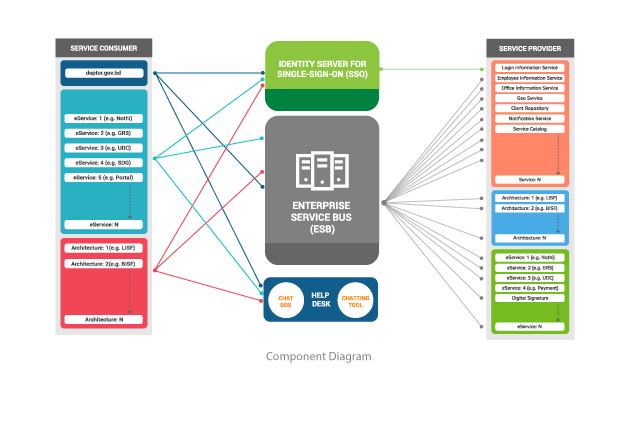 SERVICE CONSUMER
doptor.gov.bd
eService: 1 (e.g. Nothi)
eService: 2 (e.g. GRS)
eService: 3 (e.g. UDC)
eService: 4 (e.g. SDG)
eService: 5 (e.g. Portal)
eService: N
Architecture: 1(e.g. LISF)
Architecture: 2(e.g. BISF)
Architecture: N
IDENTITY SERVER FOR
SINGLE-SIGN-ON (SSO)
ENTERPRISE
SERVICE BUS
(ESB)
CHAT
BOX
HELP
DESK
CHATTING
TOOL
SERVICE PROVIDER
Login Information Service
Employee Information Service
Office Information Service
Geo Service
Client Repository
Notification Service
Service Catalog
Service: N
Architecture: 1 (e.g. LISF)
Architecture: 2 (e.g. BISF)
Architecture: N
eService: 1 (e.g. Nothi)
eService: 2 (e.g. GRS)
eService: 3 (e.g. UDC)
eService: 4 (e.g. Payment)
Digital Signature
eService: N
Component Diagram